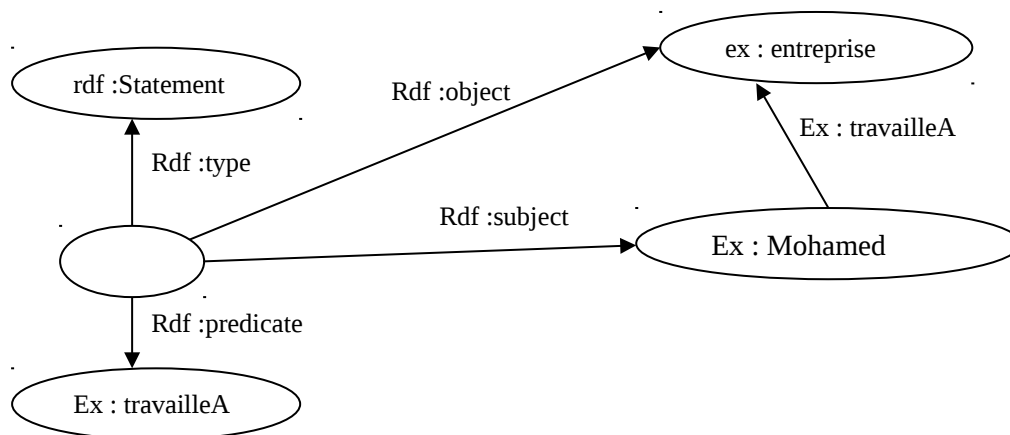 ex : entreprise
rdf :Statement
Rdf :object
Ex : travailleA
Rdf :type
Rdf :subject
Ex : Mohamed
Rdf :predicate
Ex : travailleA